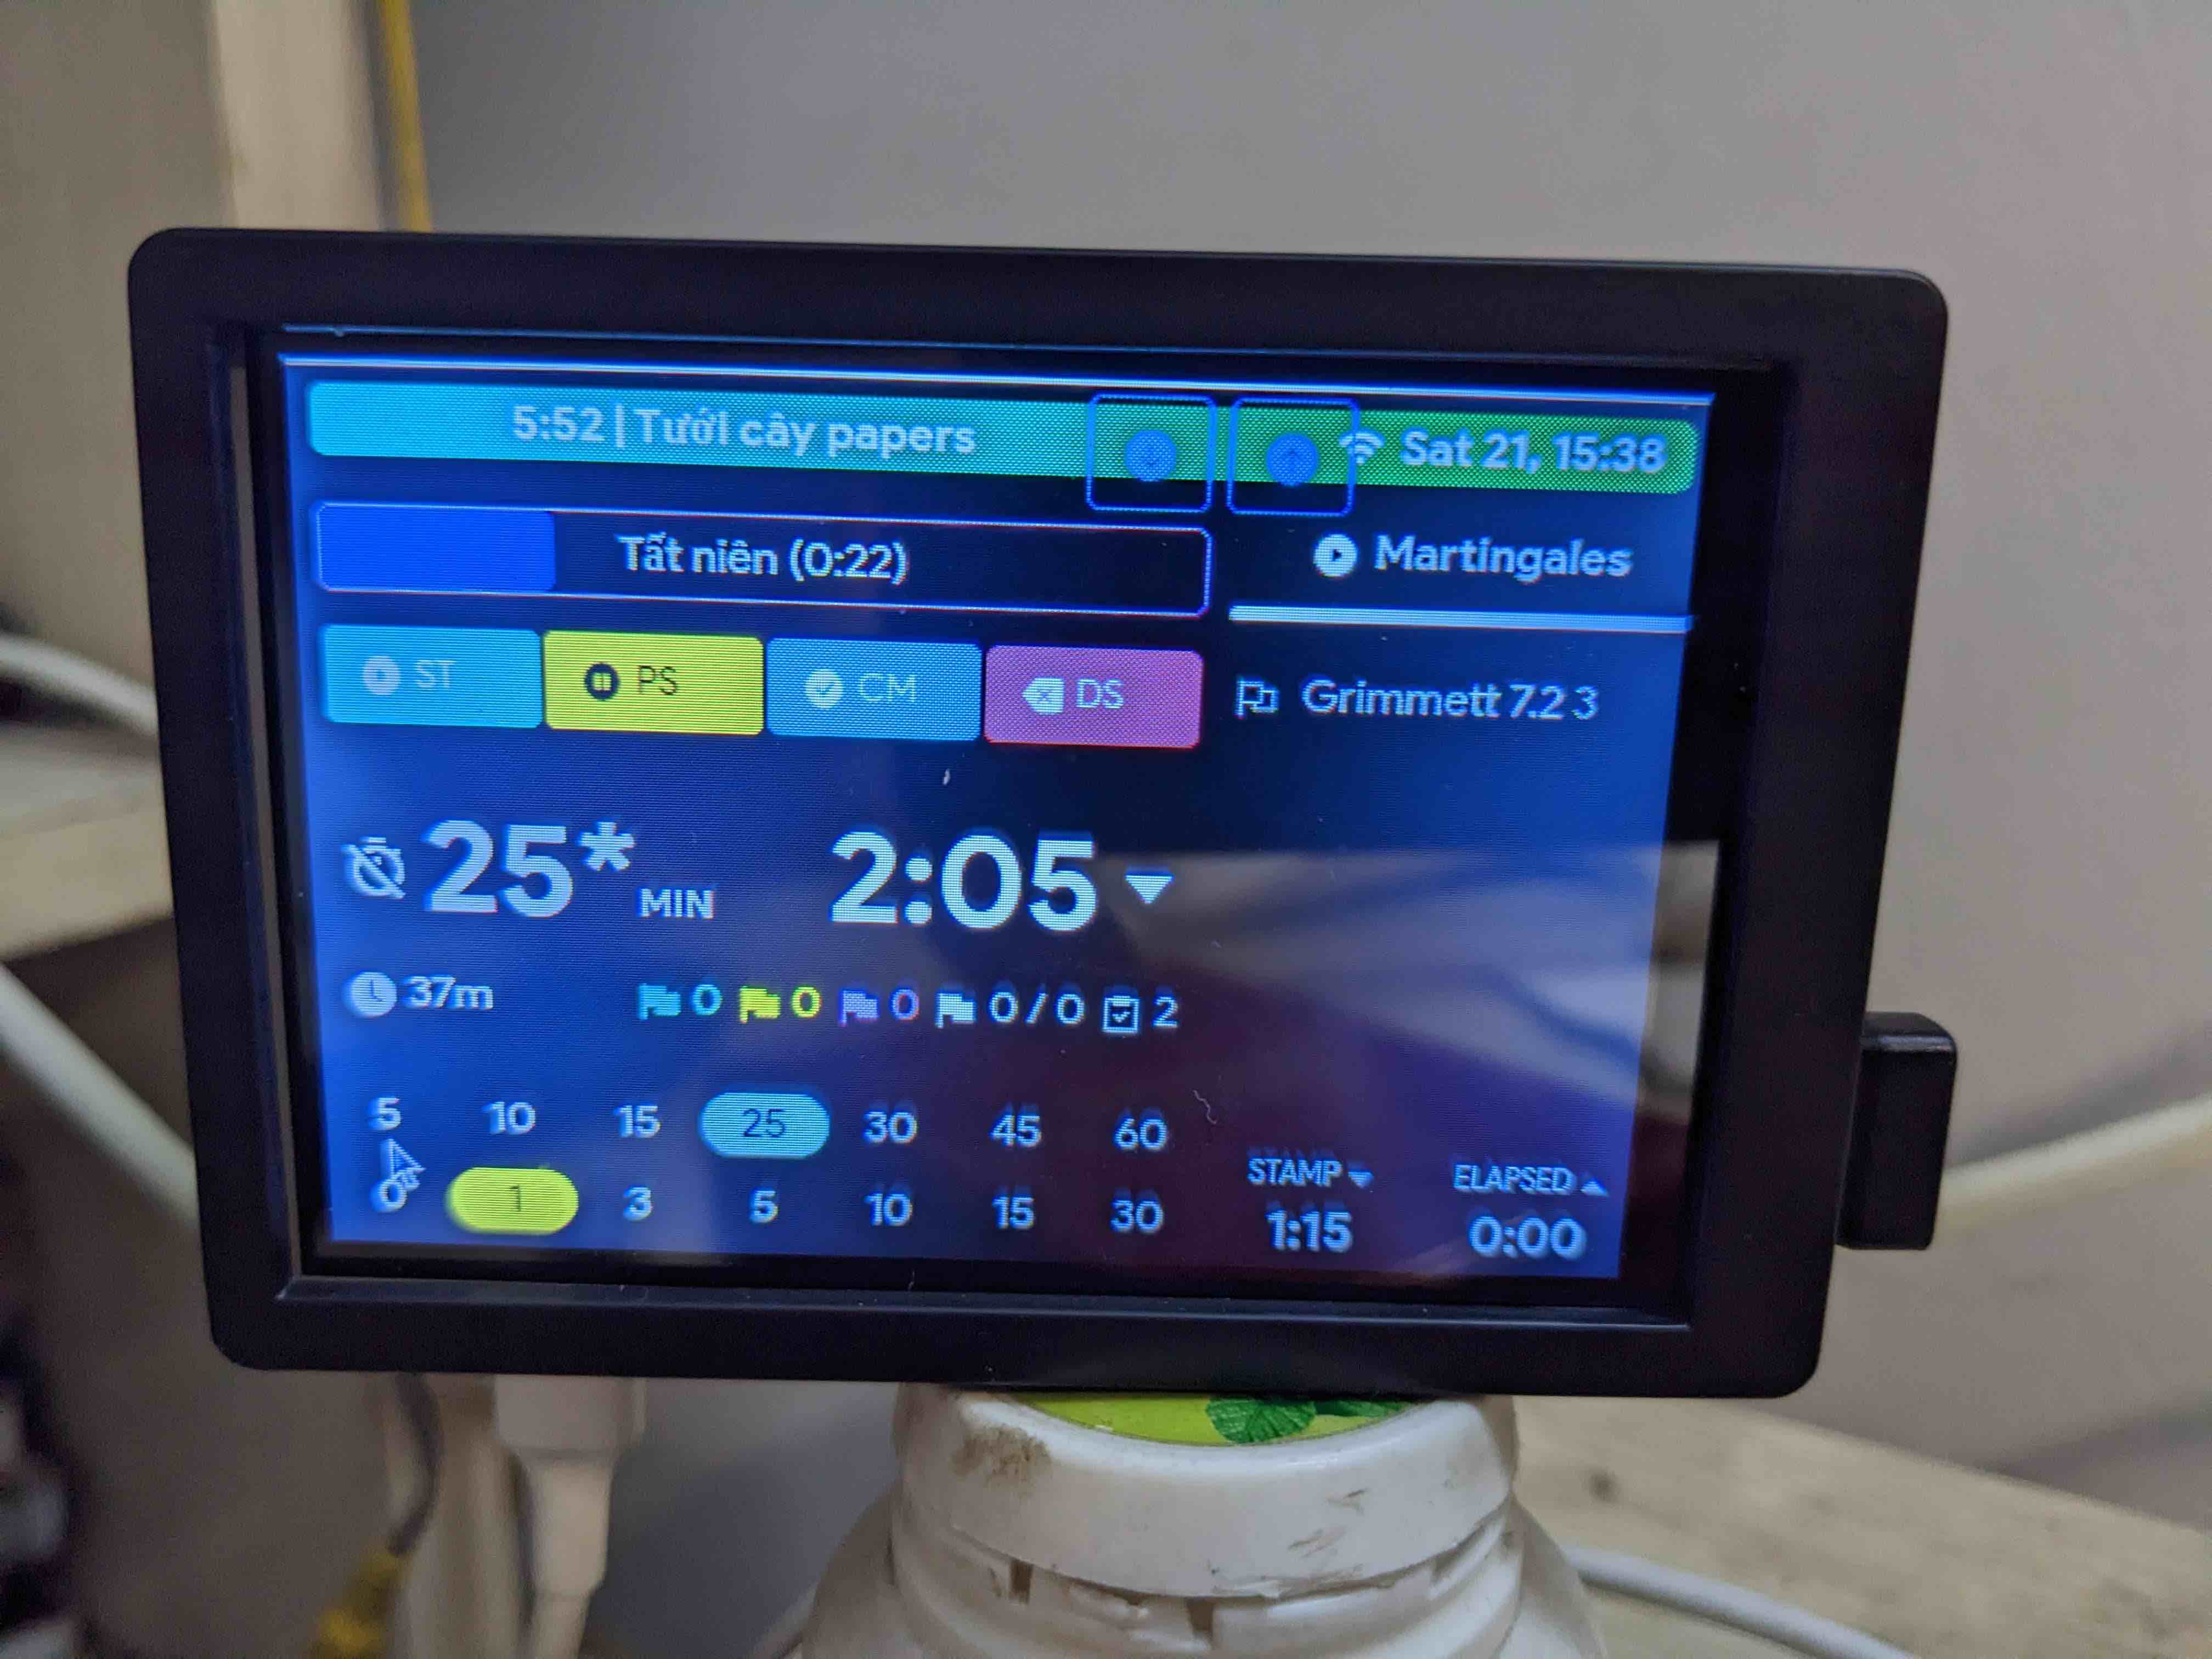 5:52 | Tưới cây papers
Sat 21, 15:38
Tất niên (0:22)
Martingales
ST PS CM DS
Grimmett 7.2 3
25* MIN 2:05
37m 0 0 0 0/0 2
5 10 15 25 30 45 60
1 3 5 10 15 30
STAMP ELAPSED
1:15 0:00